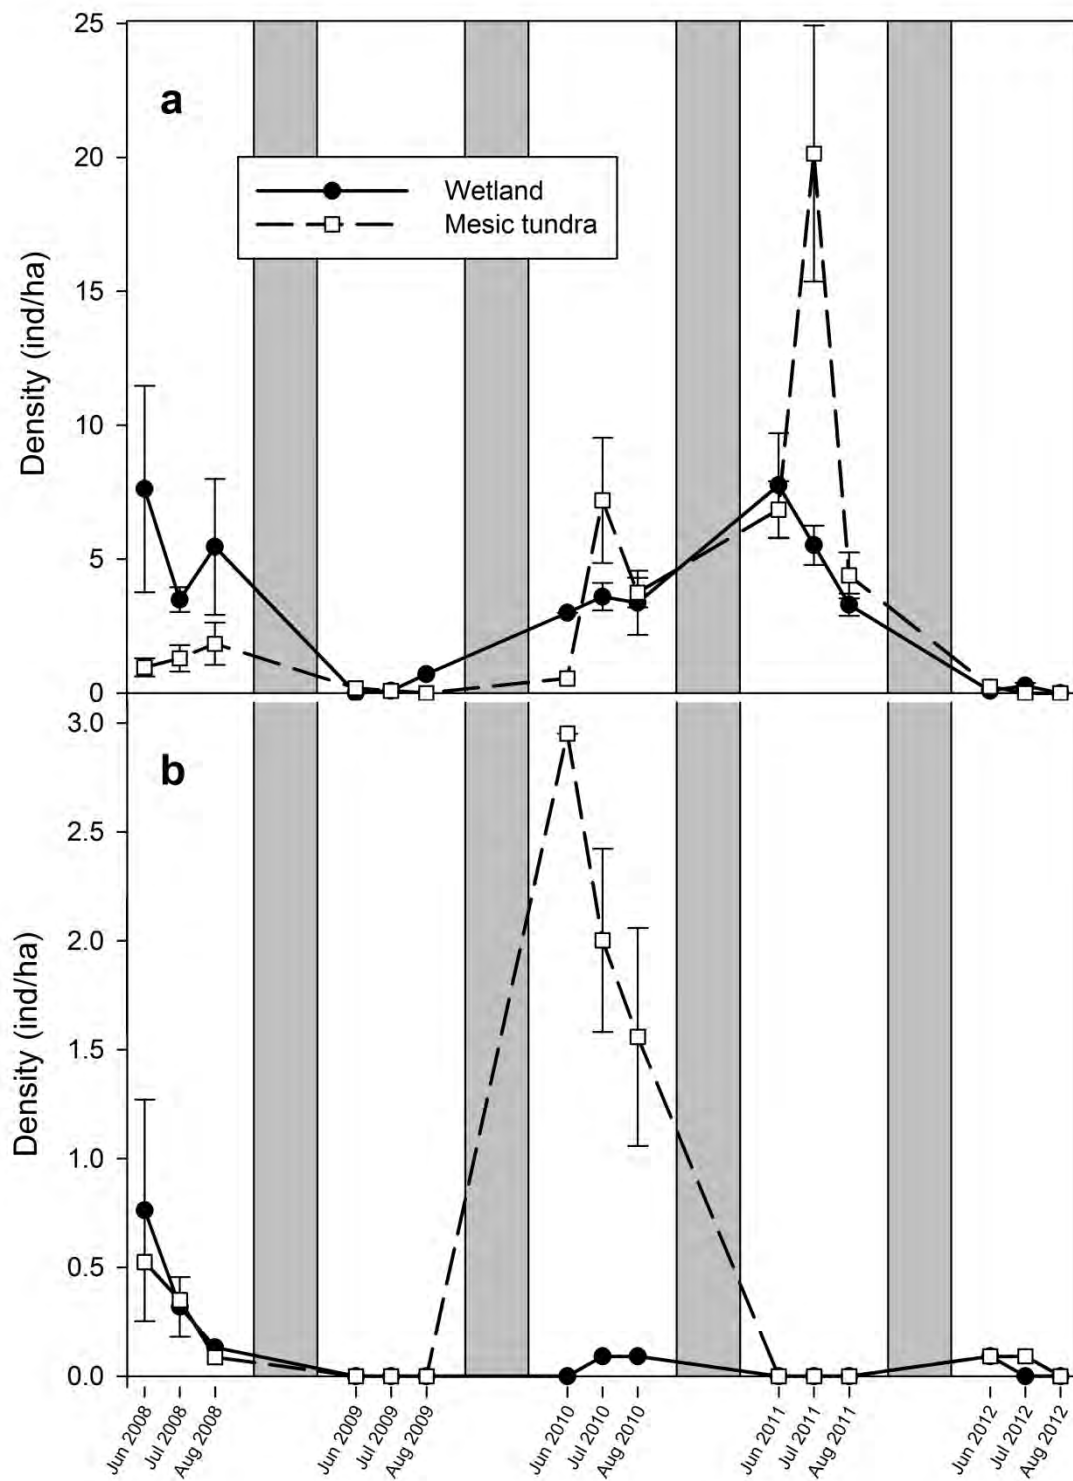 25
a
20
Wetland
Mesic tundra
15
10
5
0
Density (ind/ha)
3.0
b
2.5
2.0
1.5
1.0
0.5
0.0
Density (ind/ha)
Jun 2008
Jul 2008
Aug 2008
Jun 2009
Jul 2009
Aug 2009
Jun 2010
Jul 2010
Aug 2010
Jun 2011
Jul 2011
Aug 2011
Jun 2012
Jul 2012
Aug 2012